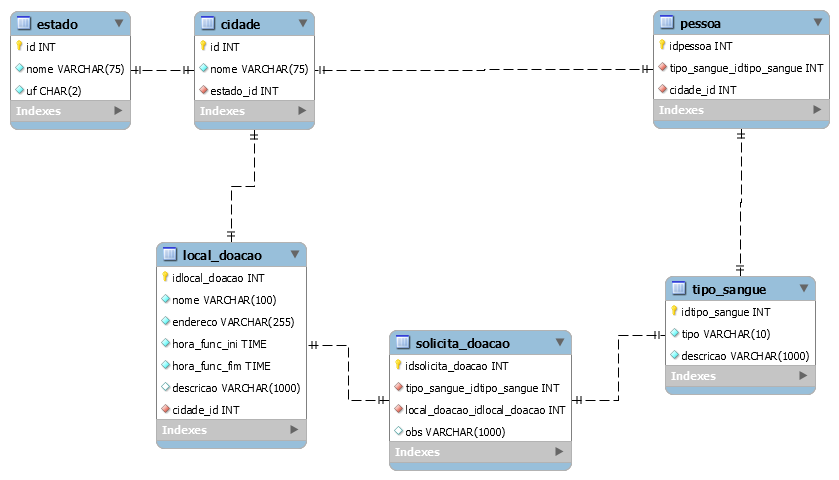 estado
id INT
nome VARCHAR(75)
uf CHAR(2)
Indexes
cidade
id INT
nome VARCHAR(75)
estado_id INT
Indexes
pessoa
idpessoa INT
tipo_sangue_idtipo_sangue INT
cidade_id INT
Indexes
local_doacao
idlocal_doacao INT
nome VARCHAR(100)
endereco VARCHAR(255)
hora_func_ini TIME
hora_func_fim TIME
descricao VARCHAR(1000)
cidade_id INT
Indexes
solicita_doacao
idsolicita_doacao INT
tipo_sangue_idtipo_sangue INT
local_doacao_idlocal_doacao INT
obs VARCHAR(1000)
Indexes
tipo_sangue
idtipo_sangue INT
tipo VARCHAR(10)
descricao VARCHAR(1000)
Indexes